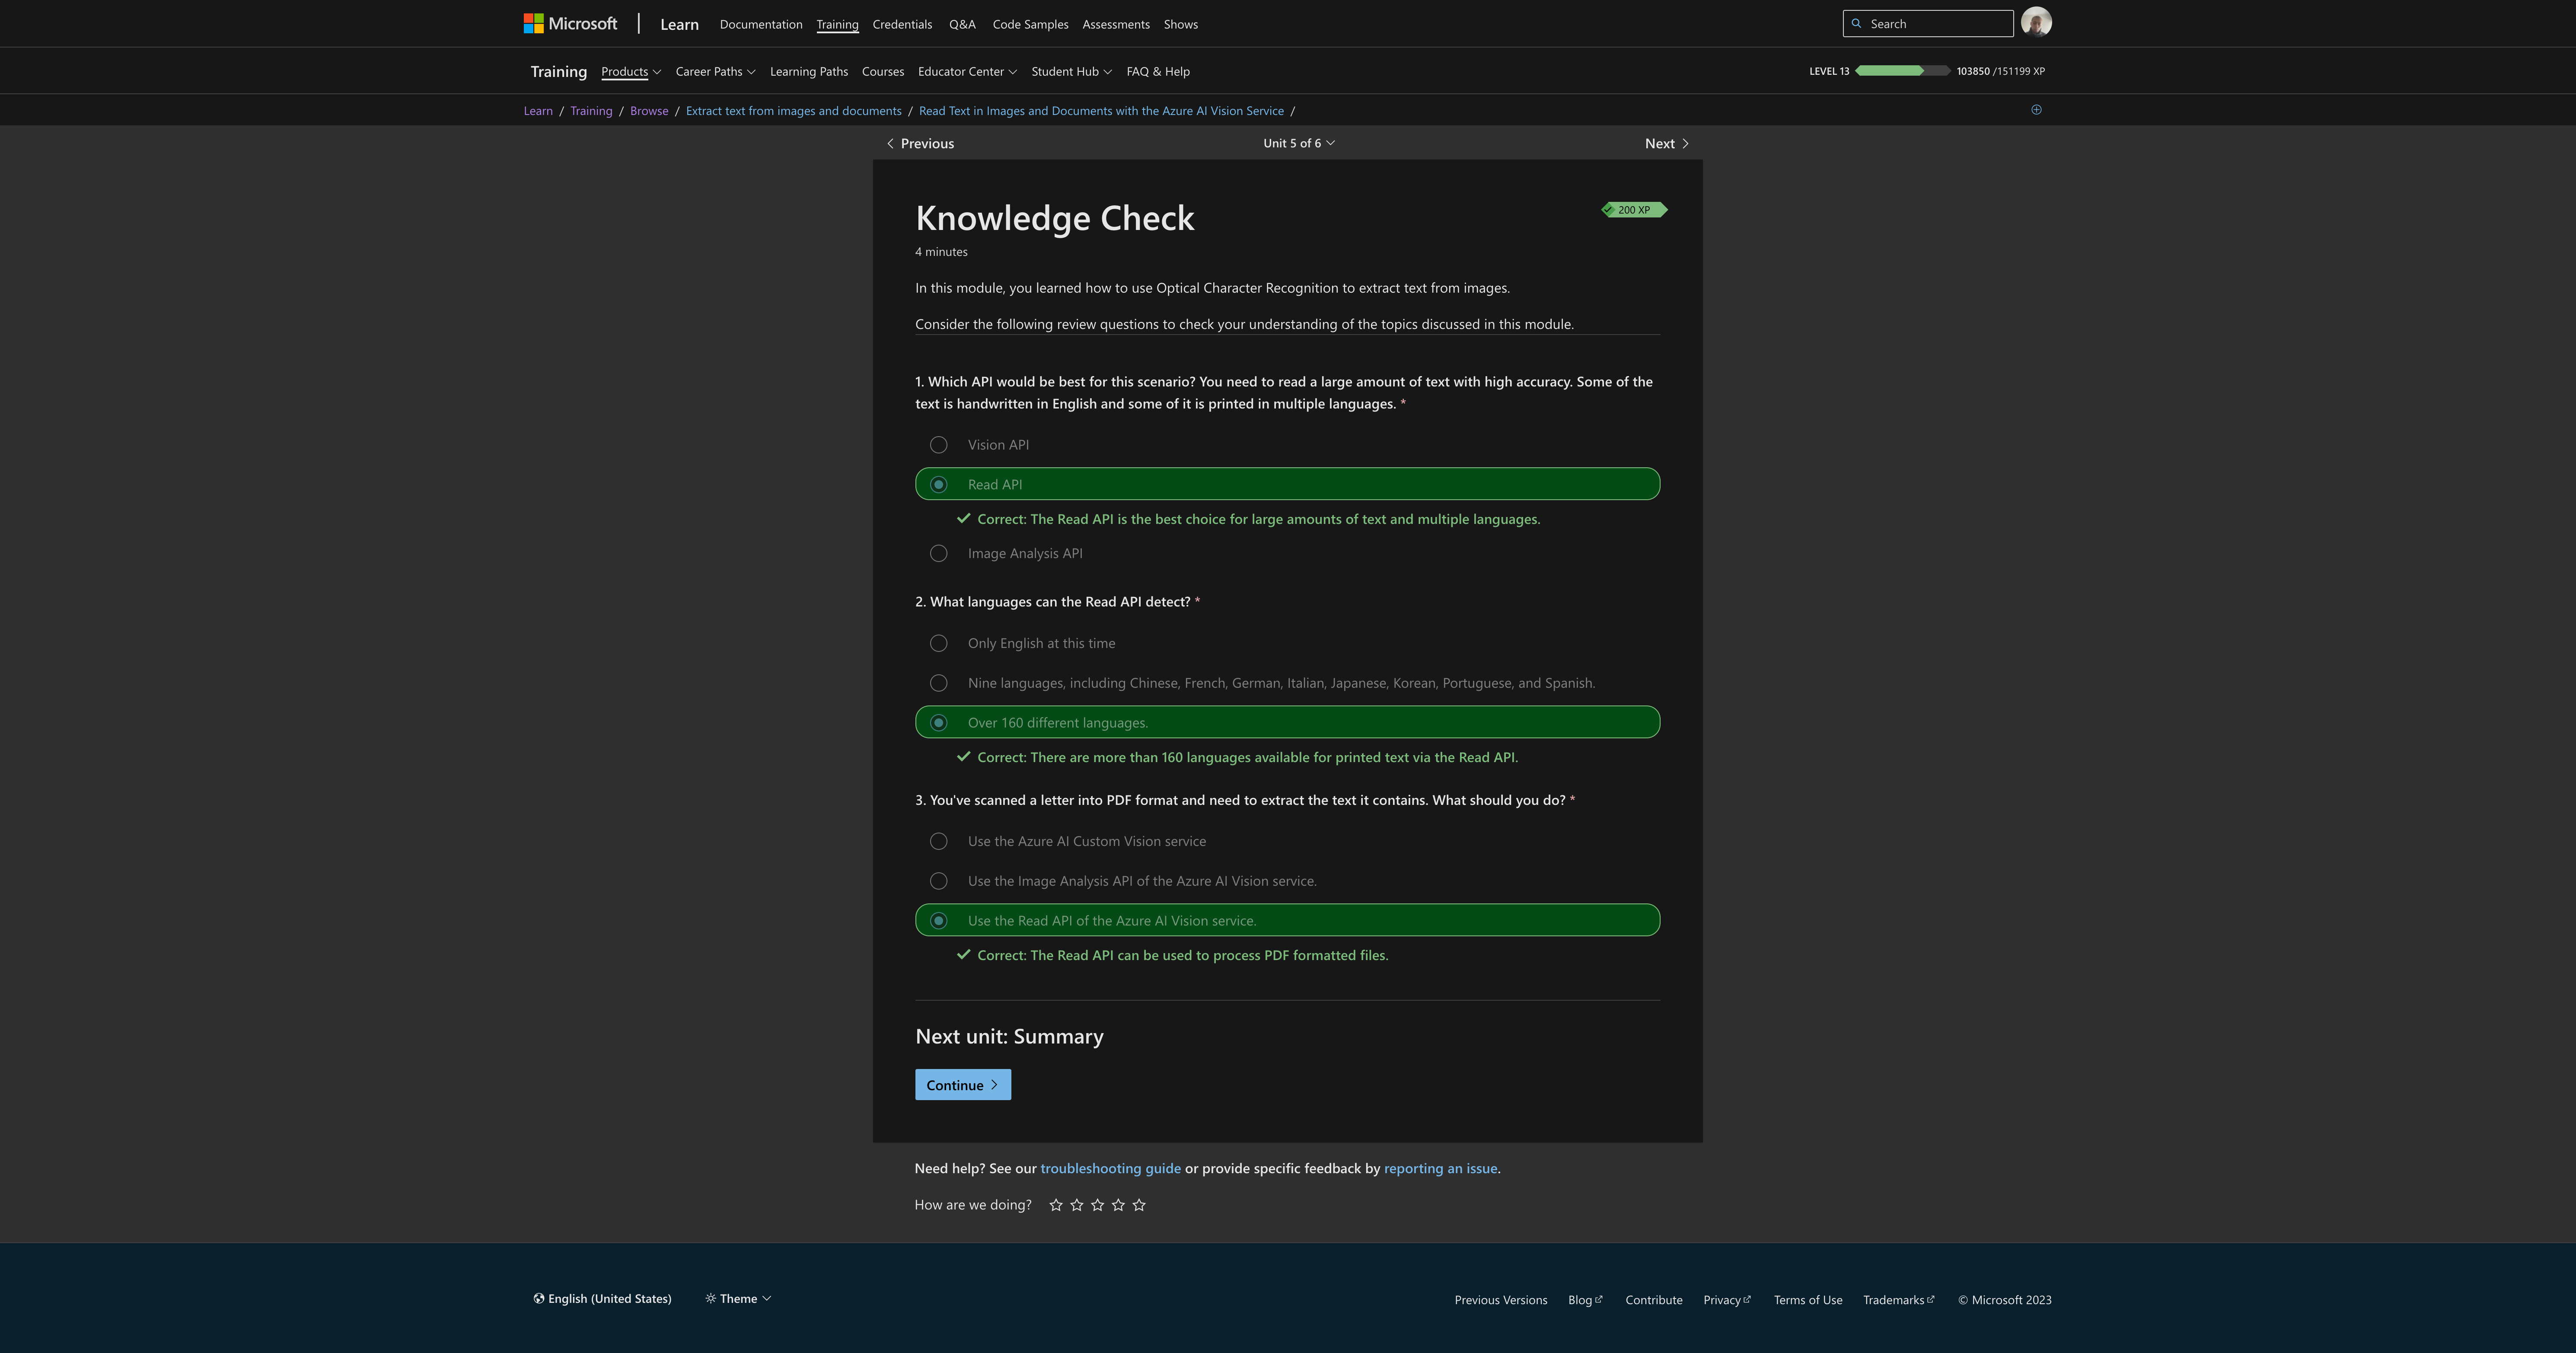 Microsoft | Learn Documentation Training Credentials Q&A Code Samples Assessments Shows Search
Training Products Career Paths Learning Paths Courses Educator Center Student Hub FAQ & Help LEVEL 13 103850 /151199 XP
Learn / Training / Browse / Extract text from images and documents / Read Text in Images and Documents with the Azure AI Vision Service /
Previous Unit 5 of 6 Next
Knowledge Check
200 XP
4 minutes
In this module, you learned how to use Optical Character Recognition to extract text from images.
Consider the following review questions to check your understanding of the topics discussed in this module.
1. Which API would be best for this scenario? You need to read a large amount of text with high accuracy. Some of the
text is handwritten in English and some of it is printed in multiple languages. *
Vision API
Read API
Correct: The Read API is the best choice for large amounts of text and multiple languages.
Image Analysis API
2. What languages can the Read API detect? *
Only English at this time
Nine languages, including Chinese, French, German, Italian, Japanese, Korean, Portuguese, and Spanish.
Over 160 different languages.
Correct: There are more than 160 languages available for printed text via the Read API.
3. You've scanned a letter into PDF format and need to extract the text it contains. What should you do? *
Use the Azure AI Custom Vision service
Use the Image Analysis API of the Azure AI Vision service.
Use the Read API of the Azure AI Vision service.
Correct: The Read API can be used to process PDF formatted files.
Next unit: Summary
Continue
Need help? See our troubleshooting guide or provide specific feedback by reporting an issue.
How are we doing?
English (United States) Theme Previous Versions Blog Contribute Privacy Terms of Use Trademarks © Microsoft 2023